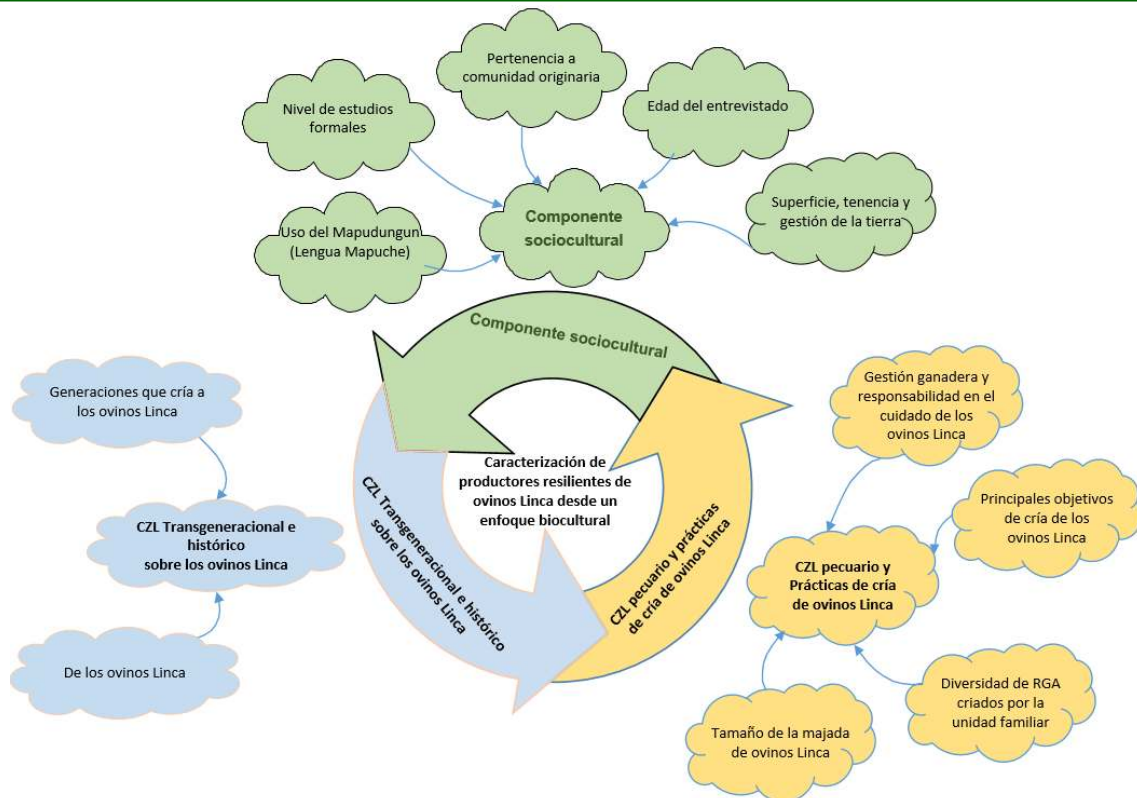 Pertenencia a
comunidad originaria
Nivel de estudios
formales
Edad del entrevistado
Uso del Mapudungun
(Lengua Mapuche)
Componente
sociocultural
Superficie, tenencia y
gestión de la tierra
Componente sociocultural
Generaciones que cría a
los ovinos Linca
CZL Transgeneracional e
histórico
sobre los ovinos Linca
De los ovinos Linca
Caracterización de
productores resilientes de
ovinos Linca desde un
enfoque biocultural
CZL Transgeneracional e histórico
sobre los ovinos Linca
CZL pecuario y prácticas
de cría de ovinos Linca
Gestión ganadera y
responsabilidad en el
cuidado de los
ovinos Linca
Principales objetivos
de cría de los
ovinos Linca
CZL pecuario y
Prácticas de cría
de ovinos Linca
Diversidad de RGA
criados por la
unidad familiar
Tamaño de la majada
de ovinos Linca